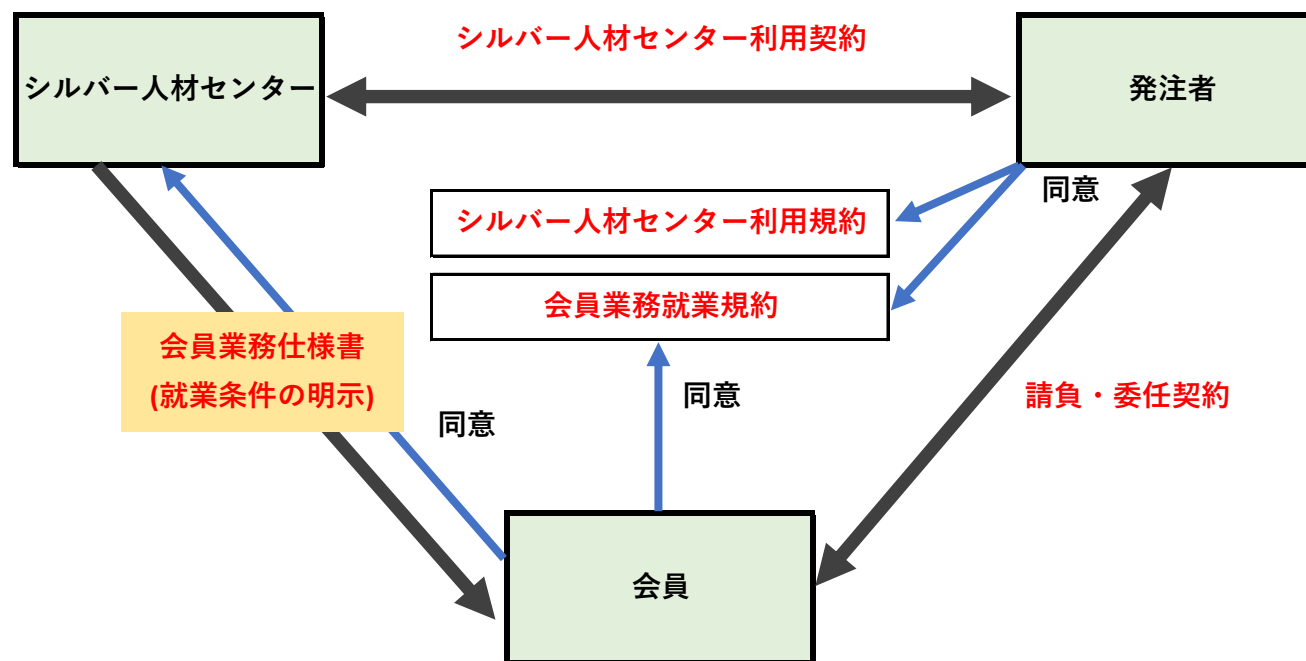 シルバー人材センター利用契約
シルバー人材センター
発注者
同意
シルバー人材センター利用規約
会員業務就業規約
会員業務仕様書
(就業条件の明示)
同意
同意
請負・委任契約
会員